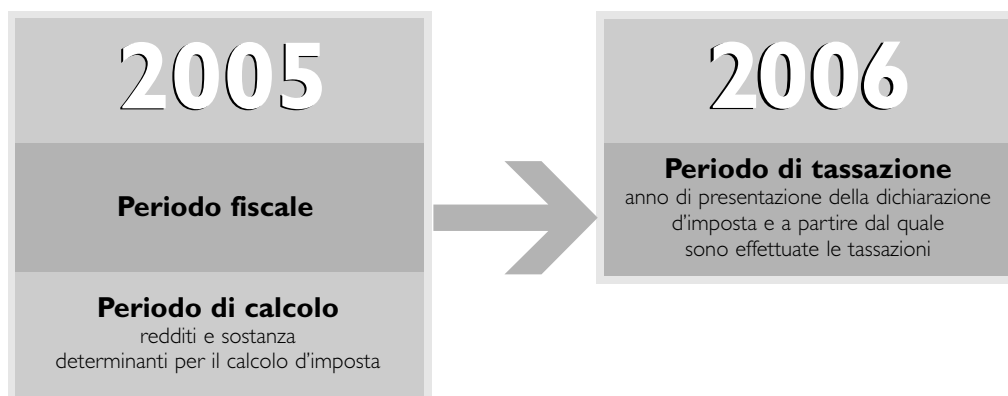 2005
Periodo fiscale
Periodo di calcolo
redditi e sostanza
determinanti per il calcolo d'imposta
2006
Periodo di tassazione
anno di presentazione della dichiarazione
d'imposta e a partire dal quale
sono effettuate le tassazioni